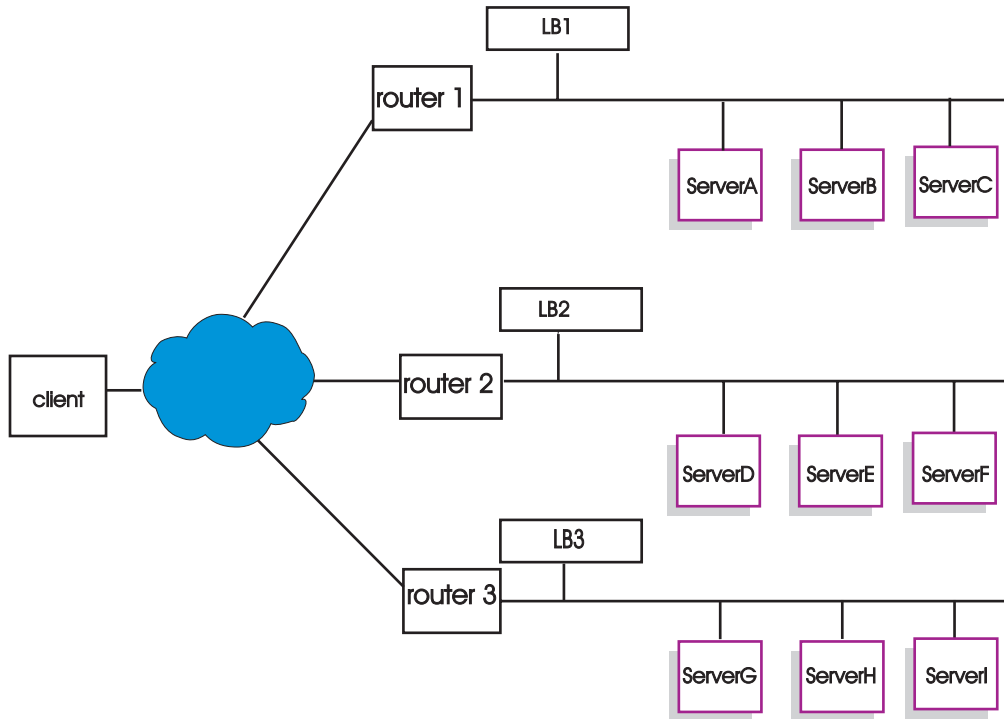 LB1
router 1
ServerA
ServerB
ServerC
LB2
client
router 2
ServerD
ServerE
ServerF
LB3
router 3
ServerG
ServerH
ServerI